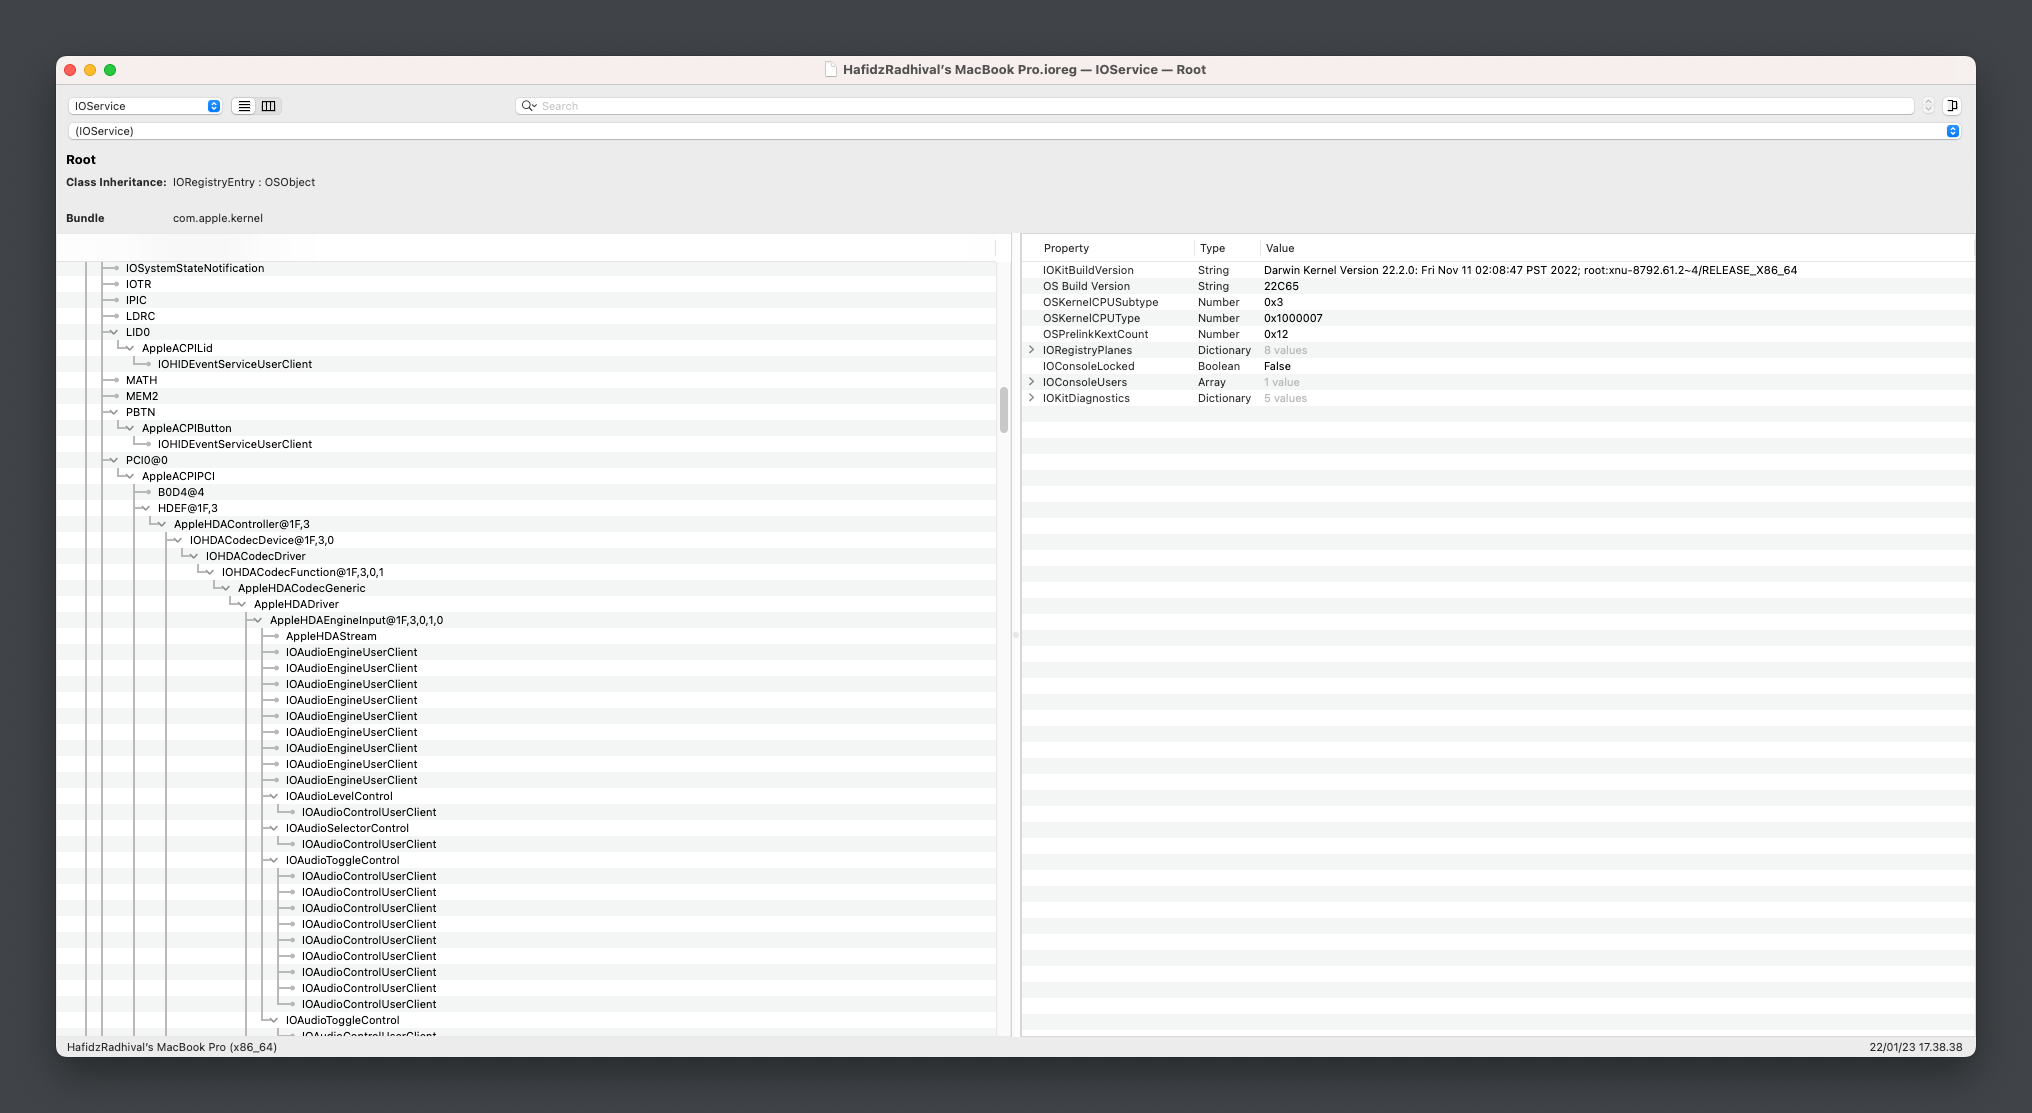 HafidzRadhival's MacBook Pro.ioreg — IOService — Root
IOService
Search
(IOService)
Root
Class Inheritance: IORegistryEntry : OSObject
Bundle com.apple.kernel
IOSystemStateNotification
IOTR
IPIC
LDRC
LID0
AppleACPILid
IOHIDEventServiceUserClient
MATH
MEM2
PBTN
AppleACPIButton
IOHIDEventServiceUserClient
PCI0@0
AppleACPIPCI
B0D4@4
HDEF@1F,3
AppleHDAController@1F,3
IOHDACodecDevice@1F,3,0
IOHDACodecDriver
IOHDACodecFunction@1F,3,0,1
AppleHDACodecGeneric
AppleHDADriver
AppleHDAEngineInput@1F,3,0,1,0
AppleHDAStream
IOAudioEngineUserClient
IOAudioEngineUserClient
IOAudioEngineUserClient
IOAudioEngineUserClient
IOAudioEngineUserClient
IOAudioEngineUserClient
IOAudioEngineUserClient
IOAudioEngineUserClient
IOAudioEngineUserClient
IOAudioLevelControl
IOAudioControlUserClient
IOAudioSelectorControl
IOAudioControlUserClient
IOAudioToggleControl
IOAudioControlUserClient
IOAudioControlUserClient
IOAudioControlUserClient
IOAudioControlUserClient
IOAudioControlUserClient
IOAudioControlUserClient
IOAudioControlUserClient
IOAudioControlUserClient
IOAudioControlUserClient
IOAudioToggleControl
IOAudioControlUserClient
Property Type Value
IOKitBuildVersion String Darwin Kernel Version 22.2.0: Fri Nov 11 02:08:47 PST 2022; root:xnu-8792.61.2~4/RELEASE_X86_64
OS Build Version String 22C65
OSKernelCPUSubtype Number 0x3
OSKernelCPUType Number 0x1000007
OSPrelinkKextCount Number 0x12
IORegistryPlanes Dictionary 8 values
IOConsoleLocked Boolean False
IOConsoleUsers Array 1 value
IOKitDiagnostics Dictionary 5 values
HafidzRadhival's MacBook Pro (x86_64)
22/01/23 17.38.38